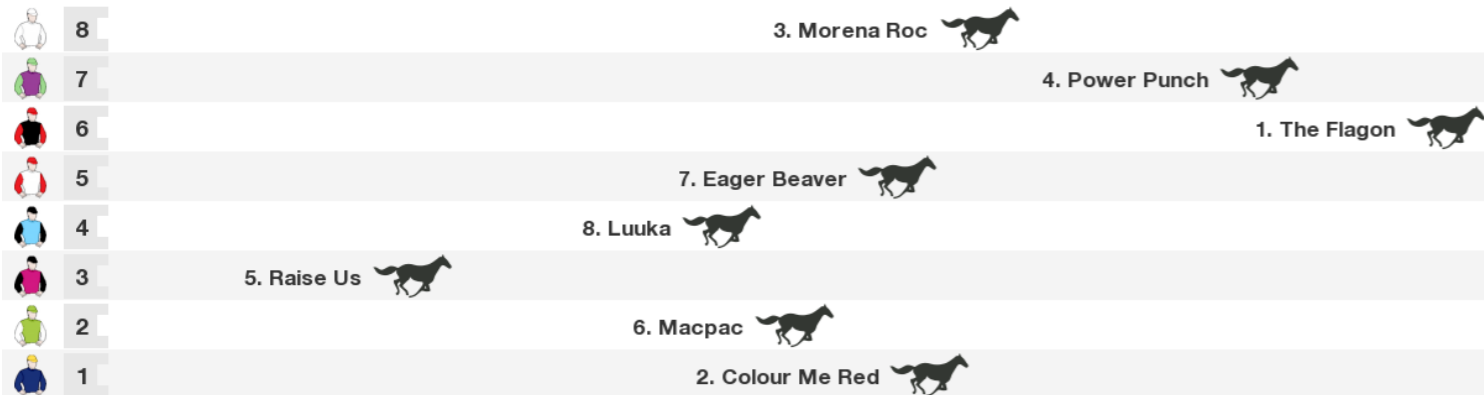 8 3. Morena Roc
7 4. Power Punch
6 1. The Flagon
5 7. Eager Beaver
4 8. Luuka
3 5. Raise Us
2 6. Macpac
1 2. Colour Me Red